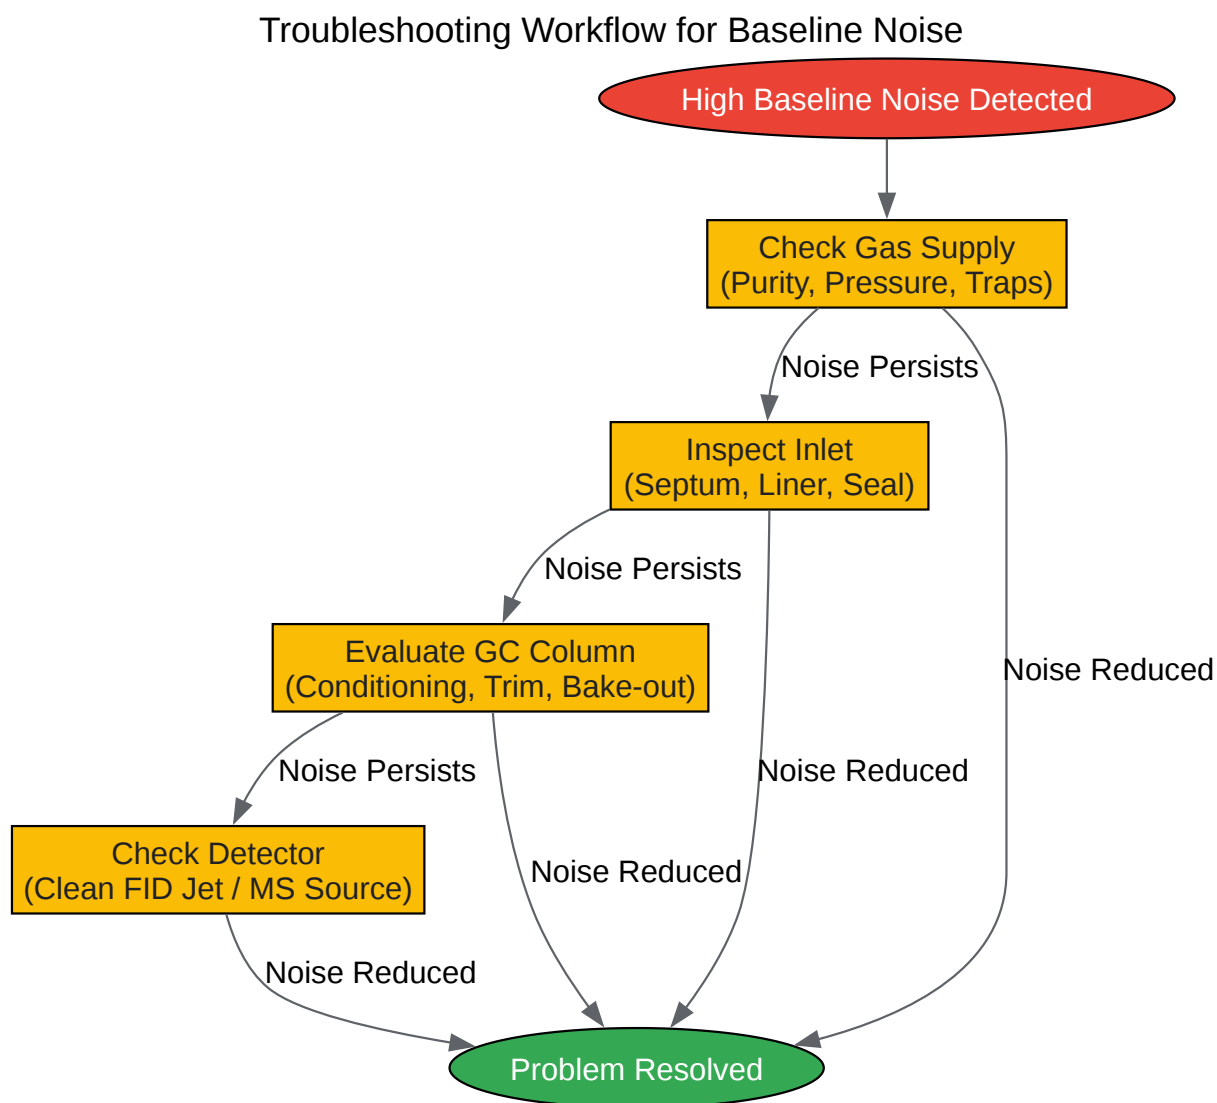 Troubleshooting Workflow for Baseline Noise
High Baseline Noise Detected
Check Gas Supply
(Purity, Pressure, Traps)
Noise Persists
Inspect Inlet
(Septum, Liner, Seal)
Noise Persists
Evaluate GC Column
(Conditioning, Trim, Bake-out)
Noise Reduced
Noise Persists
Noise Reduced
Check Detector
(Clean FID Jet / MS Source)
Noise Reduced
Noise Reduced
Problem Resolved